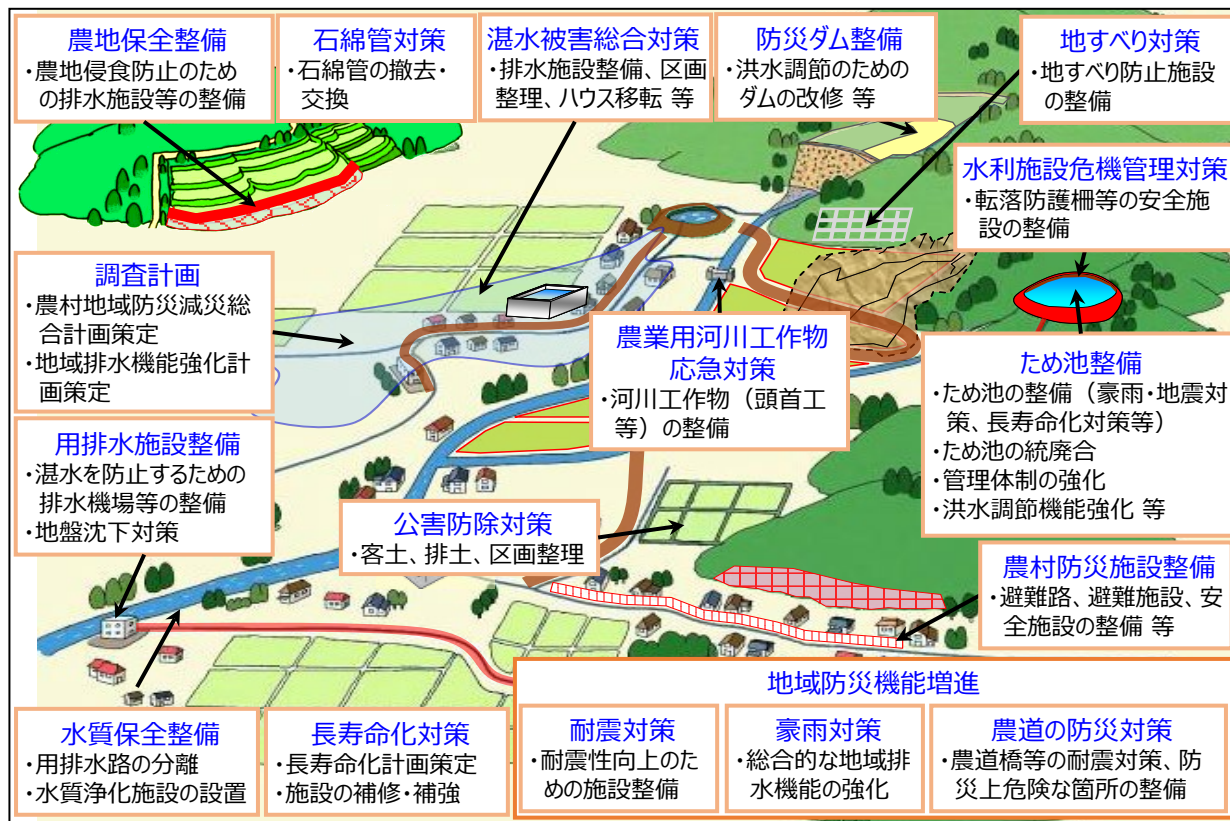 農地保全整備
・農地侵食防止のため
の排水施設等の整備
石綿管対策
・石綿管の撤去・
交換
湛水被害総合対策
・排水施設整備、区画
整理、ハウス移転 等
防災ダム整備
・洪水調節のための
ダムの改修 等
地すべり対策
・地すべり防止施設
の整備
水利施設危機管理対策
・転落防護柵等の安全施
設の整備
調査計画
・農村地域防災減災総
合計画策定
・地域排水機能強化計
画策定
農業用河川工作物
応急対策
・河川工作物（頭首工
等）の整備
ため池整備
・ため池の整備（豪雨・地震対
策、長寿命化対策等）
・ため池の統廃合
・管理体制の強化
・洪水調節機能強化 等
用排水施設整備
・湛水を防止するための
排水機場等の整備
・地盤沈下対策
公害防除対策
・客土、排土、区画整理
農村防災施設整備
・避難路、避難施設、安
全施設の整備 等
水質保全整備
・用排水路の分離
・水質浄化施設の設置
長寿命化対策
・長寿命化計画策定
・施設の補修・補強
地域防災機能増進
耐震対策
・耐震性向上のた
めの施設整備
豪雨対策
・総合的な地域排
水機能の強化
農道の防災対策
・農道橋等の耐震対策、防
災上危険な箇所の整備